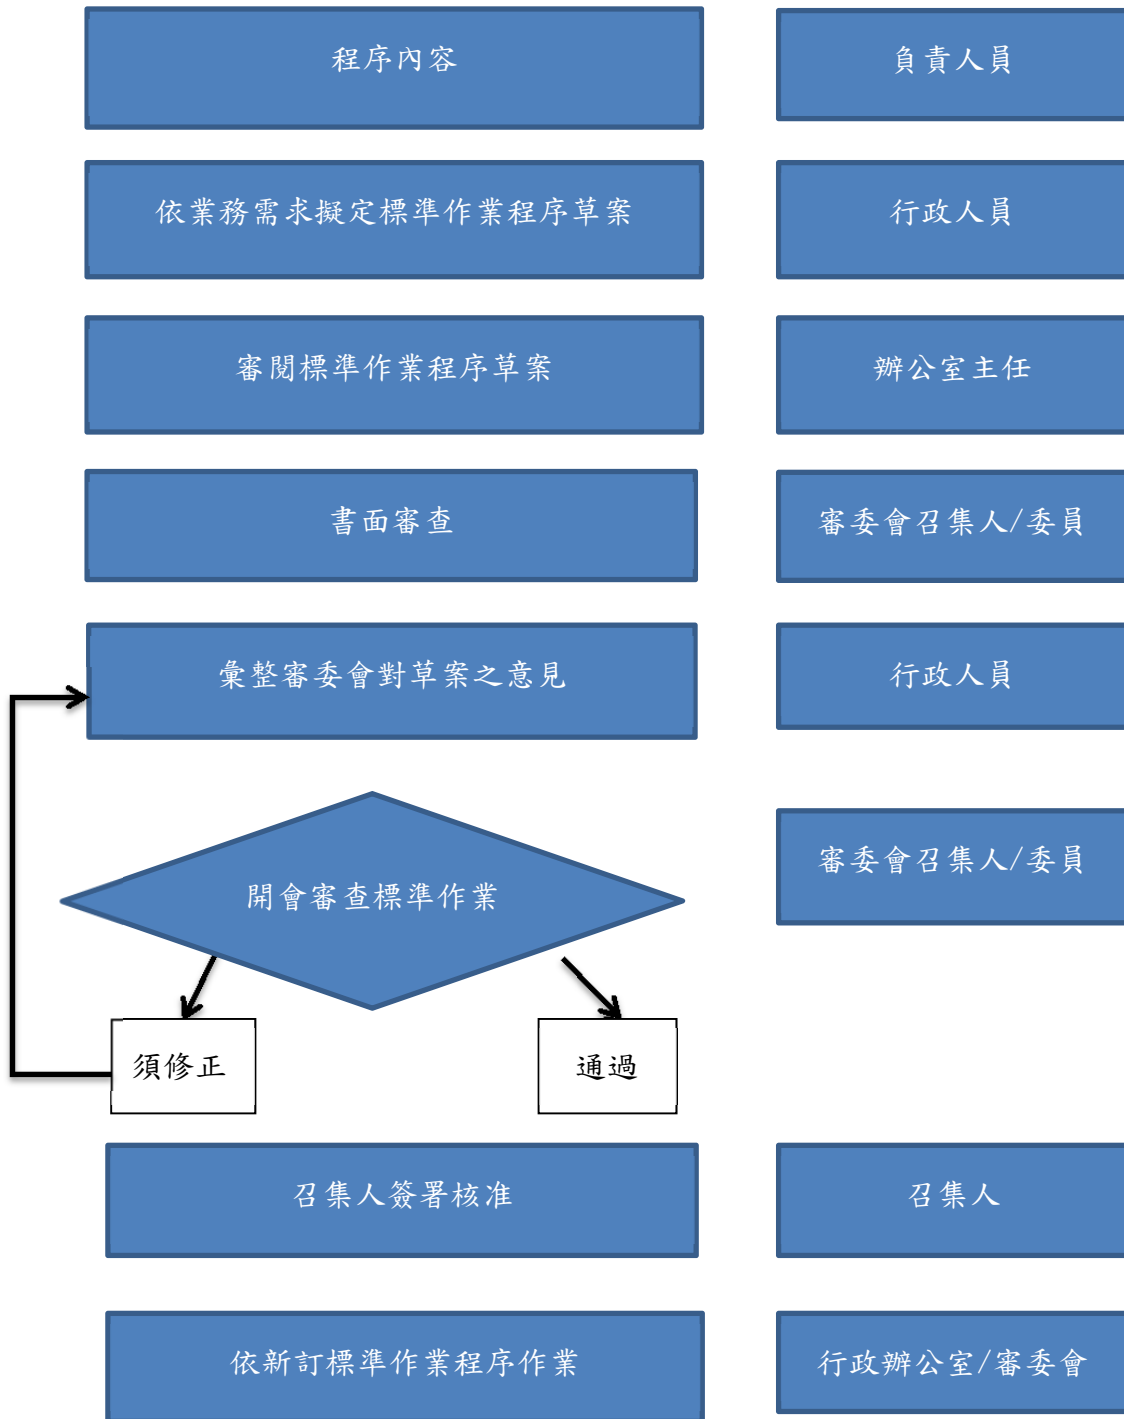 程序內容
負責人員
依業務需求擬定標準作業程序草案
行政人員
審閱標準作業程序草案
辦公室主任
書面審查
審委會召集人/委員
彙整審委會對草案之意見
行政人員
審委會召集人/委員
開會審查標準作業
須修正
通過
召集人簽署核准
召集人
依新訂標準作業程序作業
行政辦公室/審委會